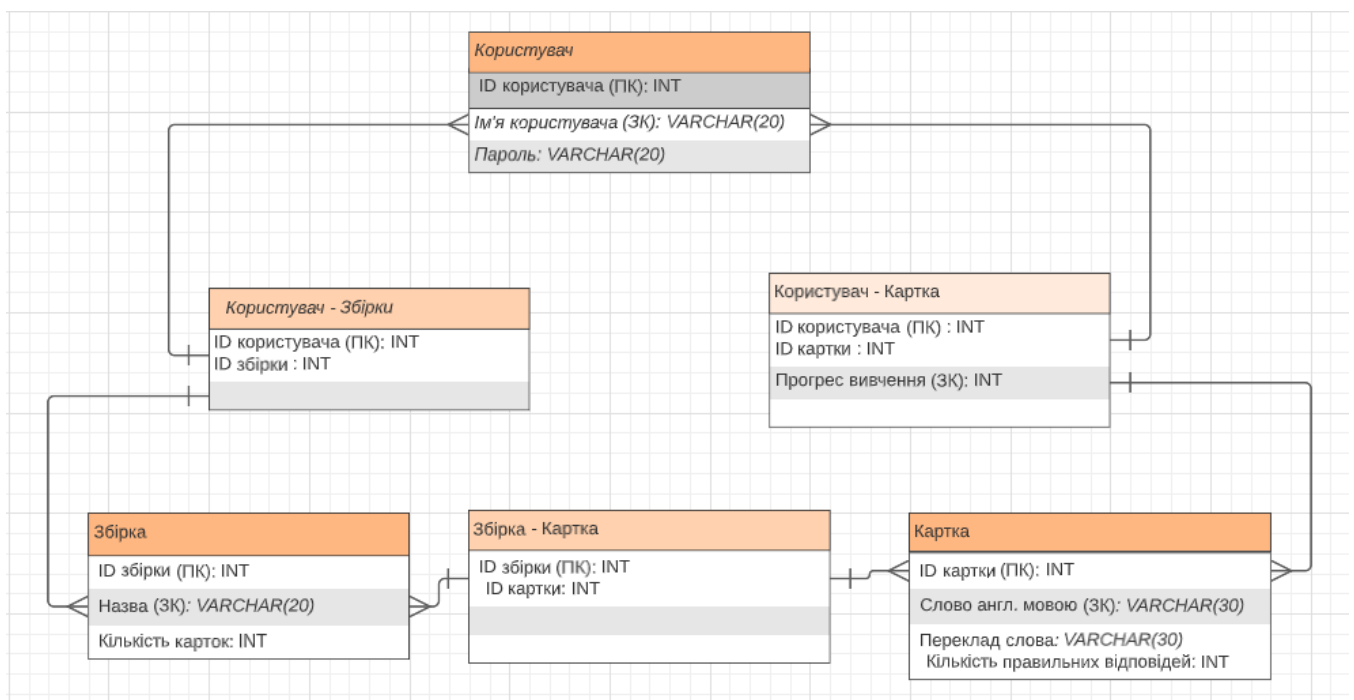 Користувач
ID користувача (ПК): INT
Ім'я користувача (ЗК): VARCHAR(20)
Пароль: VARCHAR(20)
Користувач - Збірки
ID користувача (ПК): INT
ID збірки : INT
Користувач - Картка
ID користувача (ПК) : INT
ID картки : INT
Прогрес вивчення (ЗК): INT
Збірка
ID збірки (ПК): INT
Назва (ЗК): VARCHAR(20)
Кількість карток: INT
Збірка - Картка
ID збірки (ПК): INT
ID картки: INT
Картка
ID картки (ПК): INT
Слово англ. мовою (ЗК): VARCHAR(30)
Переклад слова: VARCHAR(30)
Кількість правильних відповідей: INT